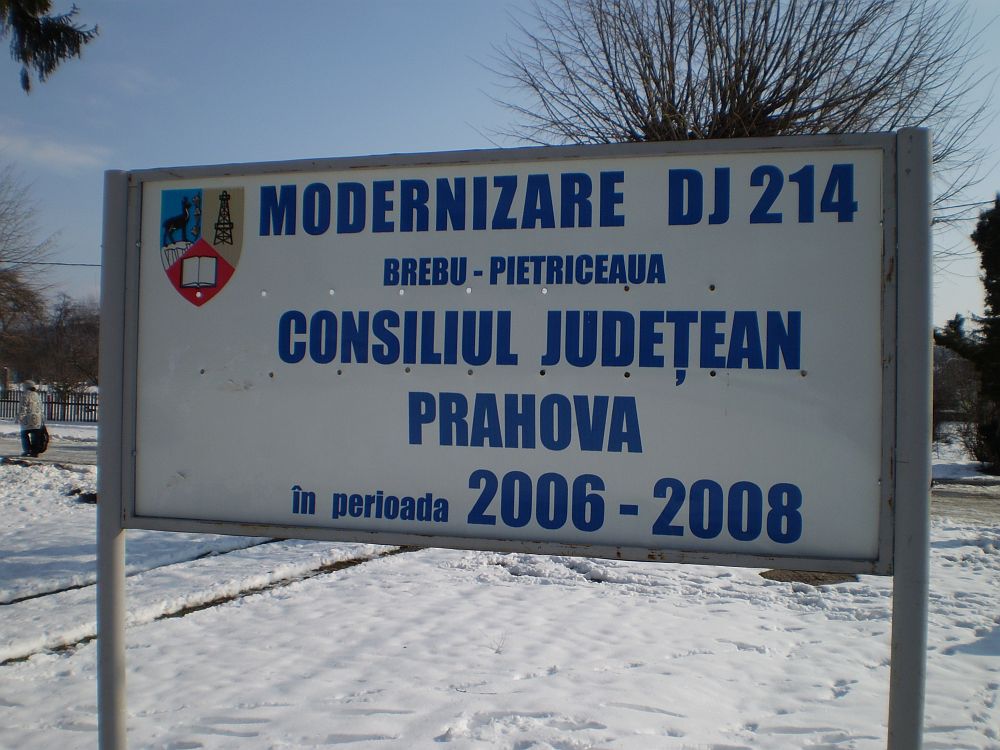 MODERNIZARE DJ 214
BREBU - PIETRICEAUA
CONSILIUL JUDEȚEAN
PRAHOVA
în perioada 2006 - 2008